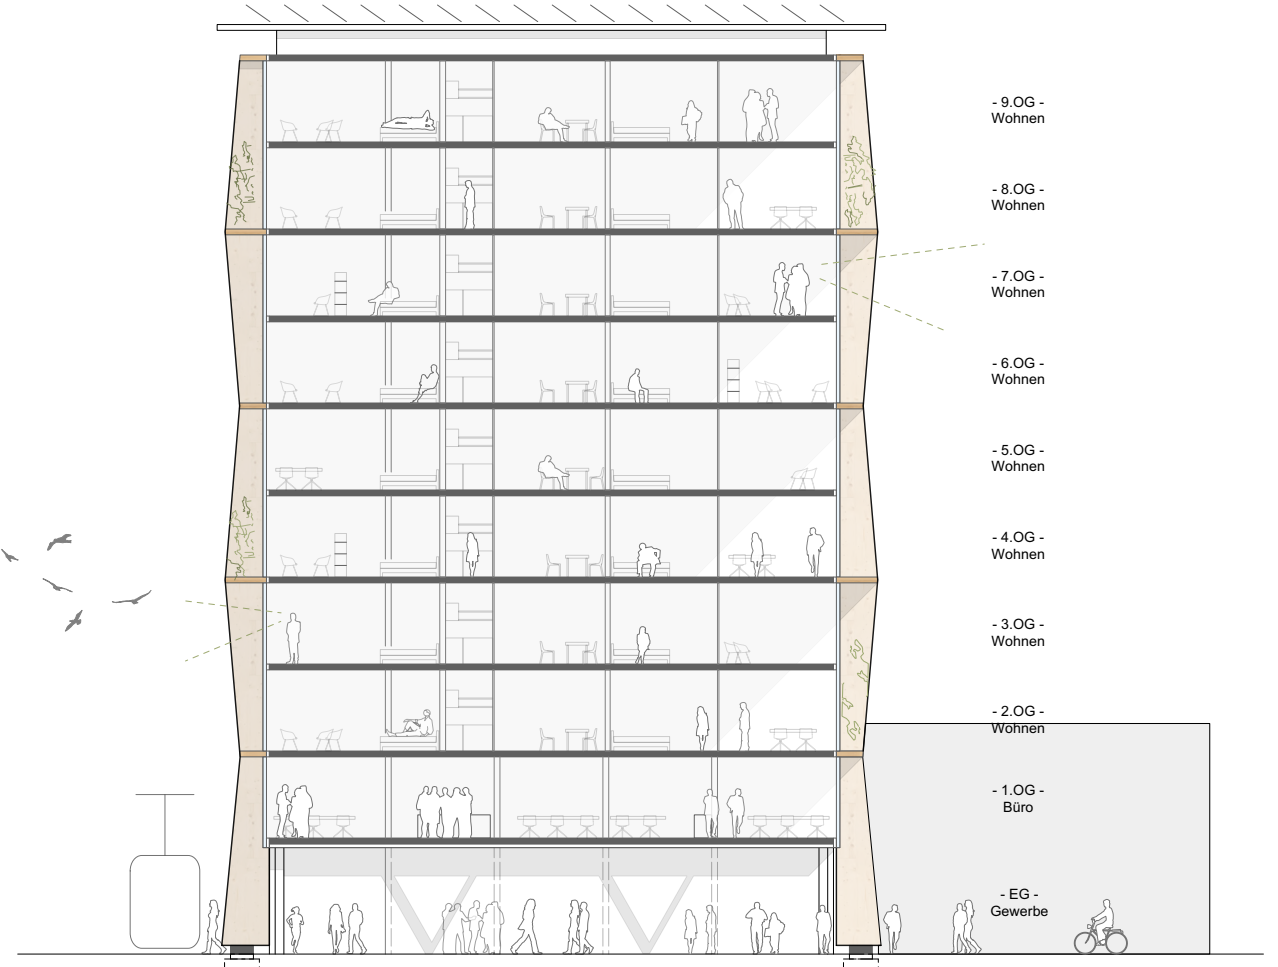 - 9.OG -
Wohnen
- 8.OG -
Wohnen
- 7.OG -
Wohnen
- 6.OG -
Wohnen
- 5.OG -
Wohnen
- 4.OG -
Wohnen
- 3.OG -
Wohnen
- 2.OG -
Wohnen
- 1.OG -
Büro
- EG -
Gewerbe